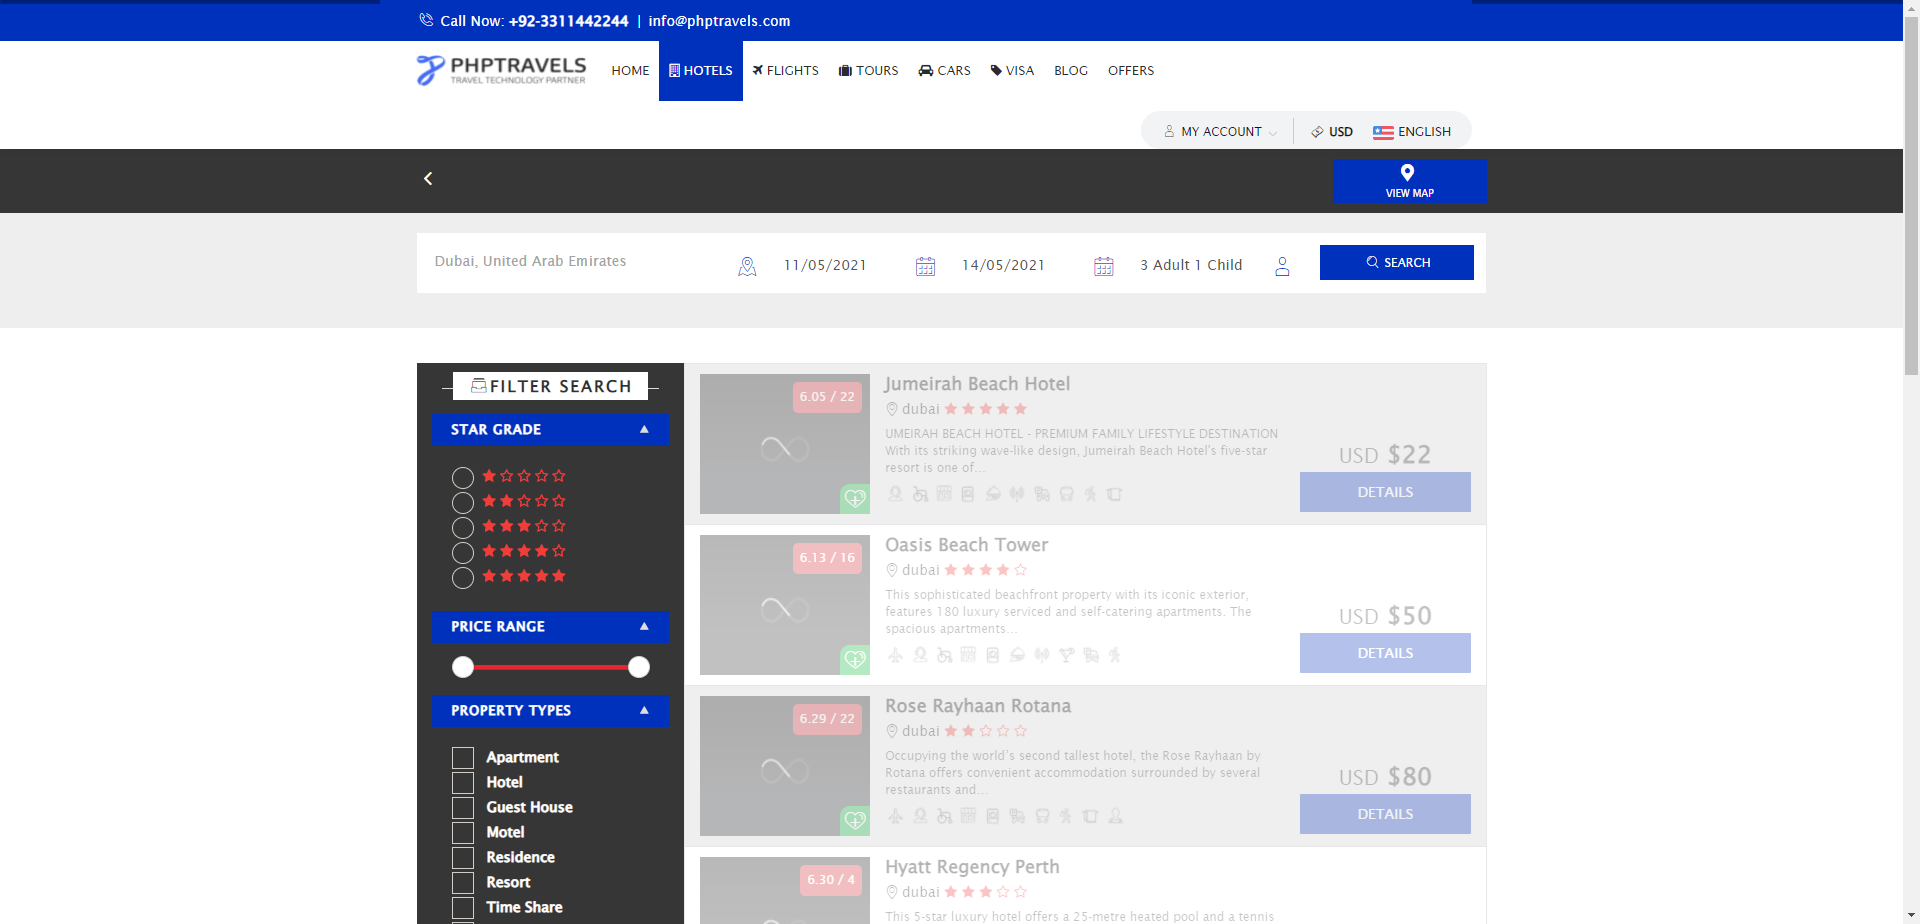 Call Now: +92-3311442244 | info@phptravels.com
PHPTRAVELS
TRAVEL TECHNOLOGY PARTNER
HOME HOTELS FLIGHTS TOURS CARS VISA BLOG OFFERS
MY ACCOUNT USD ENGLISH
VIEW MAP
Dubai, United Arab Emirates 11/05/2021 14/05/2021 3 Adult 1 Child SEARCH
FILTER SEARCH
STAR GRADE
PRICE RANGE
PROPERTY TYPES
Apartment
Hotel
Guest House
Motel
Residence
Resort
Time Share
6.05 / 22
Jumeirah Beach Hotel
dubai
UMEIRAH BEACH HOTEL - PREMIUM FAMILY LIFESTYLE DESTINATION
With its striking wave-like design, Jumeirah Beach Hotel's five-star
resort is one of...
USD $22
DETAILS
6.13 / 16
Oasis Beach Tower
dubai
This sophisticated beachfront property with its iconic exterior,
features 180 luxury serviced and self-catering apartments. The
spacious apartments...
USD $50
DETAILS
6.29 / 22
Rose Rayhaan Rotana
dubai
Occupying the world's second tallest hotel, the Rose Rayhaan by
Rotana offers convenient accommodation surrounded by several
restaurants and...
USD $80
DETAILS
6.30 / 4
Hyatt Regency Perth
dubai
This 5-star luxury hotel offers a 25-metre heated pool and a tennis